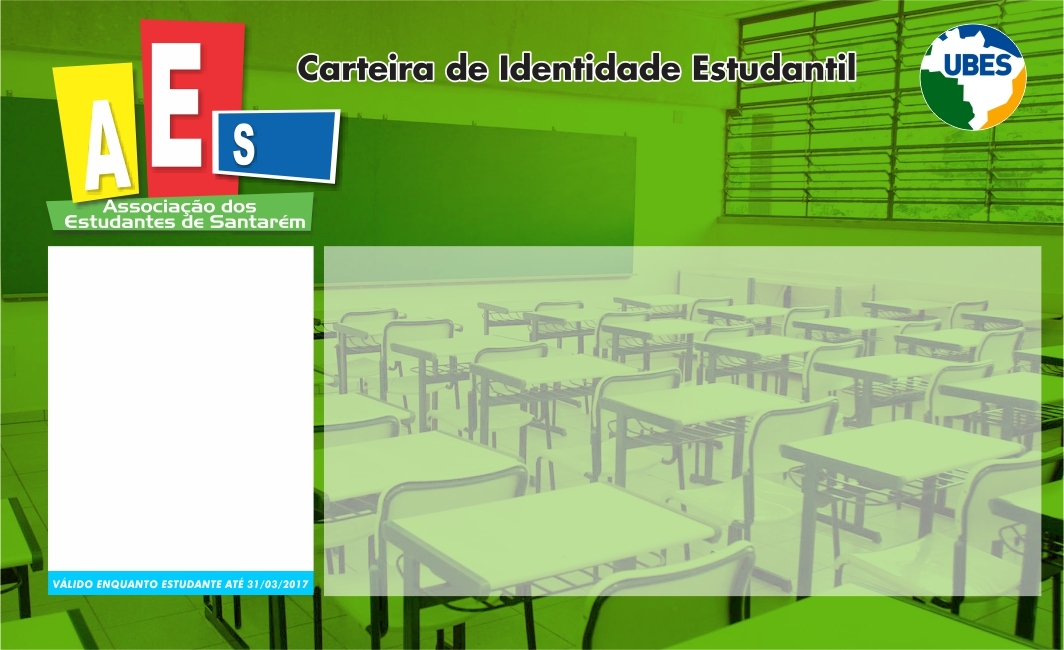 Carteira de Identidade Estudantil
UBES
AES
Associação dos
Estudantes de Santarém
VÁLIDO ENQUANTO ESTUDANTE ATÉ 31/03/2017